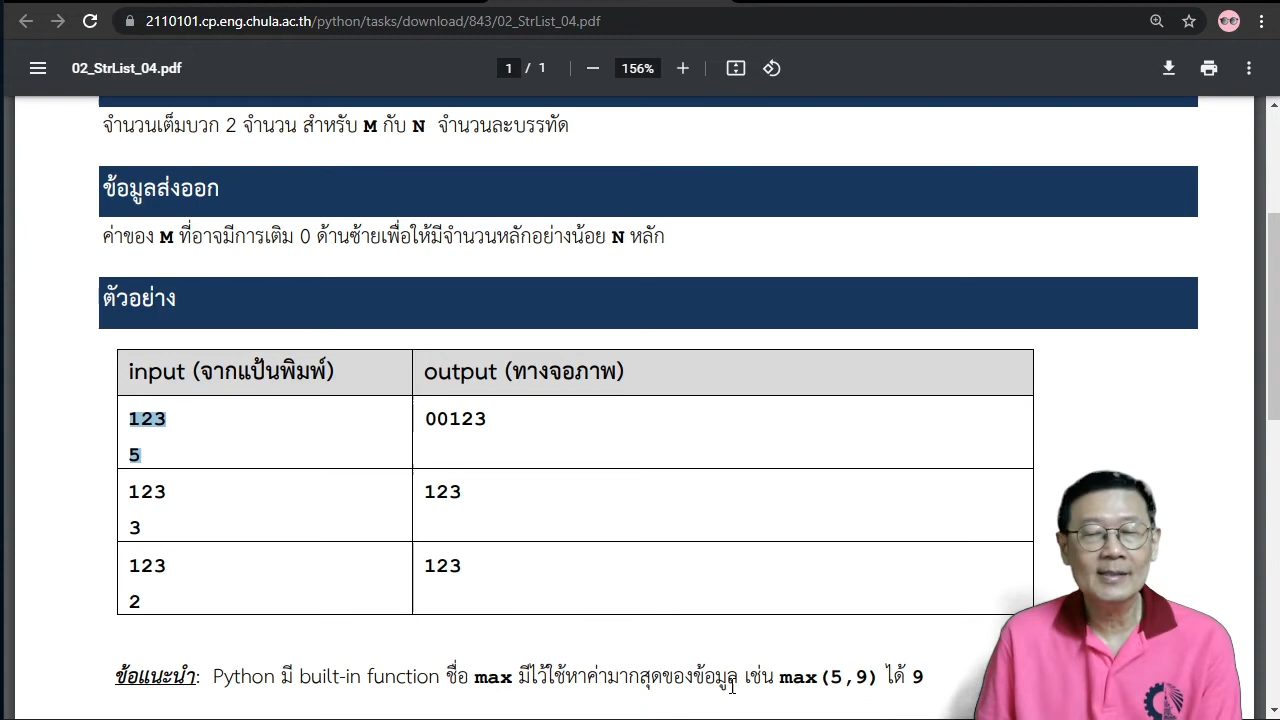 2110101.cp.eng.chula.ac.th/python/tasks/download/843/02_StrList_04.pdf
02_StrList_04.pdf
1 / 1
156%
จำนวนเต็มบวก 2 จำนวน สำหรับ M กับ N จำนวนละบรรทัด
ข้อมูลส่งออก
ค่าของ M ที่อาจมีการเติม 0 ด้านซ้ายเพื่อให้มีจำนวนหลักอย่างน้อย N หลัก
ตัวอย่าง
input (จากแป้นพิมพ์) output (ทางจอภาพ)
123 00123
5
123 123
3
123 123
2
ข้อแนะนำ: Python มี built-in function ชื่อ max มีไว้ใช้หาค่ามากสุดของข้อมูล เช่น max(5,9) ได้ 9